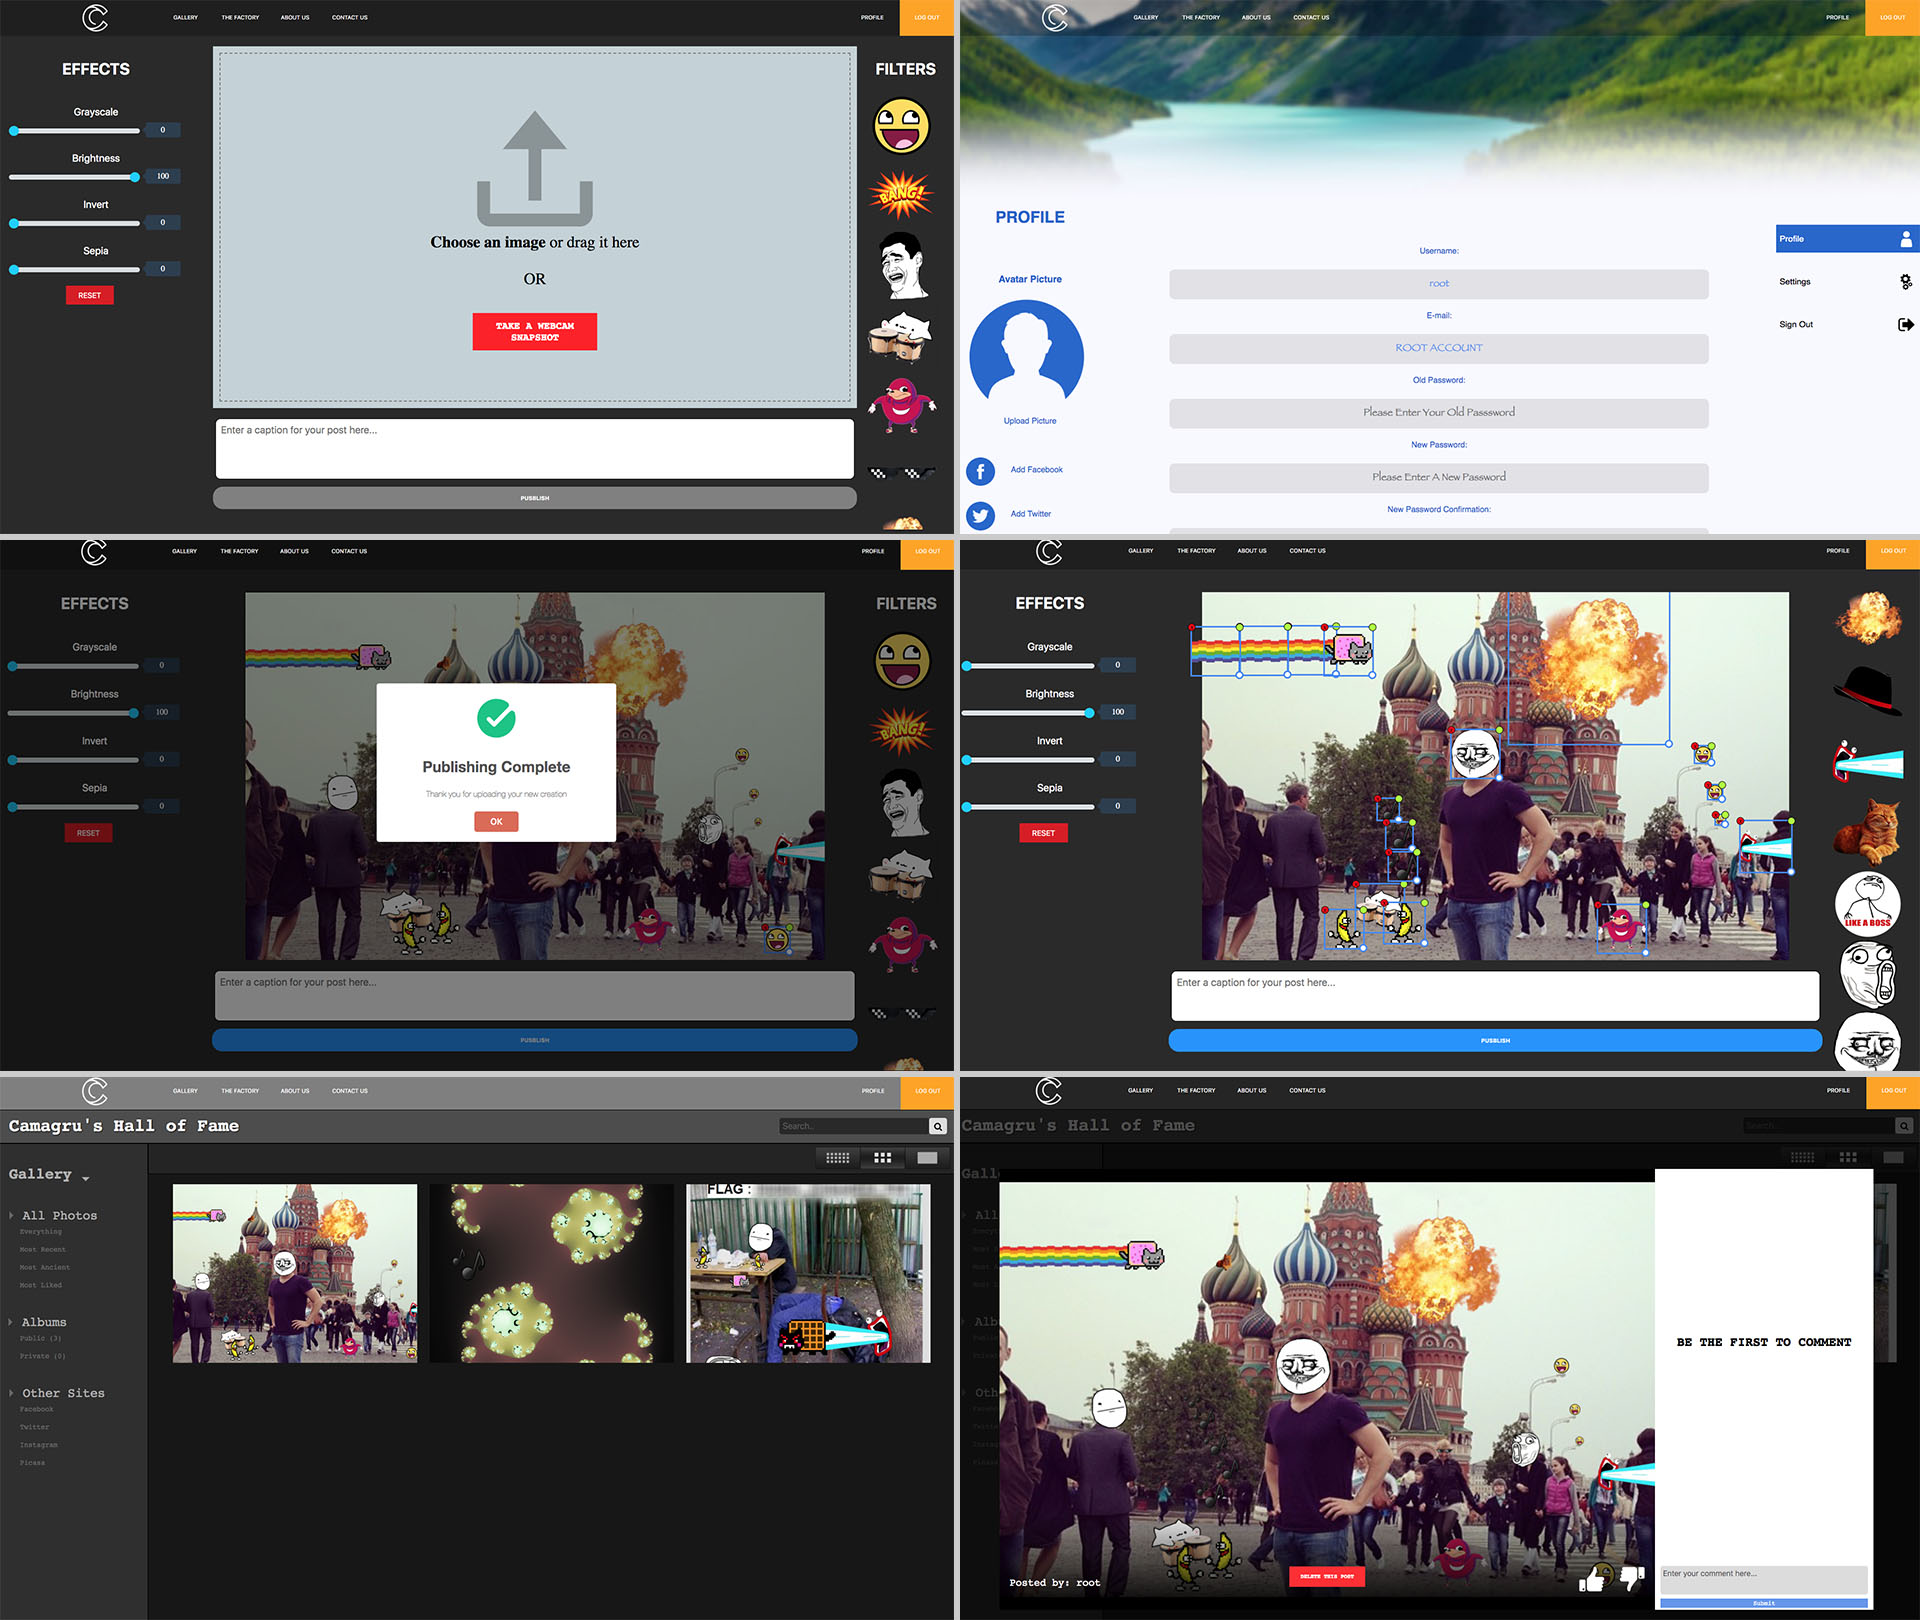 GALLERY THE FACTORY ABOUT US CONTACT US PROFILE LOG OUT
EFFECTS
Grayscale
0
Brightness
100
Invert
0
Sepia
0
RESET
Choose an image or drag it here
OR
TAKE A WEBCAM
SNAPSHOT
Enter a caption for your post here...
PUSBLISH
FILTERS
BANG!
GALLERY THE FACTORY ABOUT US CONTACT US PROFILE LOG OUT
PROFILE
Avatar Picture
Upload Picture
Add Facebook
Add Twitter
Username:
root
E-mail:
ROOT ACCOUNT
Old Password:
Please Enter Your Old Passsword
New Password:
Please Enter A New Password
New Password Confirmation:
Profile
Settings
Sign Out
GALLERY THE FACTORY ABOUT US CONTACT US PROFILE LOG OUT
EFFECTS
Grayscale
0
Brightness
100
Invert
0
Sepia
0
RESET
Publishing Complete
Thank you for uploading your new creation
OK
Enter a caption for your post here...
PUSBLISH
FILTERS
BANG!
GALLERY THE FACTORY ABOUT US CONTACT US PROFILE LOG OUT
EFFECTS
Grayscale
0
Brightness
100
Invert
0
Sepia
0
RESET
Enter a caption for your post here...
PUSBLISH
LIKE A BOSS
GALLERY THE FACTORY ABOUT US CONTACT US PROFILE LOG OUT
Camagru's Hall of Fame
Search..
Gallery
All Photos
Everything
Most Recent
Most Ancient
Most Liked
Albums
Public (3)
Private (0)
Other Sites
Facebook
Twitter
Instagram
Picasa
FLAG :
GALLERY THE FACTORY ABOUT US CONTACT US PROFILE LOG OUT
Camagru's Hall of Fame
Search..
Gall
All
Alb
Oth
BE THE FIRST TO COMMENT
Posted by: root
DELETE THIS POST
Enter your comment here...
Submit